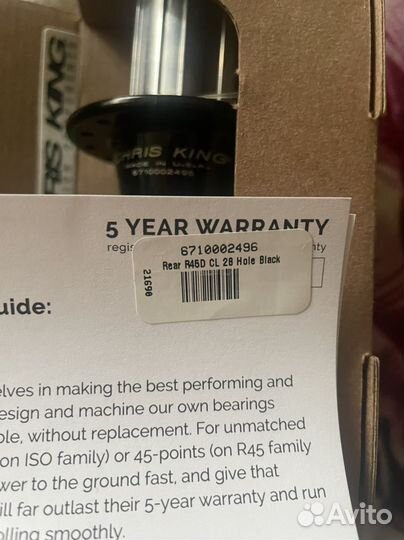 CHRIS KING
MADE IN U.S.A.
6710002496
RIS KING
5 YEAR WARRANTY
regis
nty
6710002496
Rear R45D CL 28 Hole Black
21690
uide:
elves in making the best performing and
esign and machine our own bearings
ole, without replacement. For unmatched
on ISO family) or 45-points (on R45 family
wer to the ground fast, and give that
ill far outlast their 5-year warranty and run
olling smoothly.
Avito